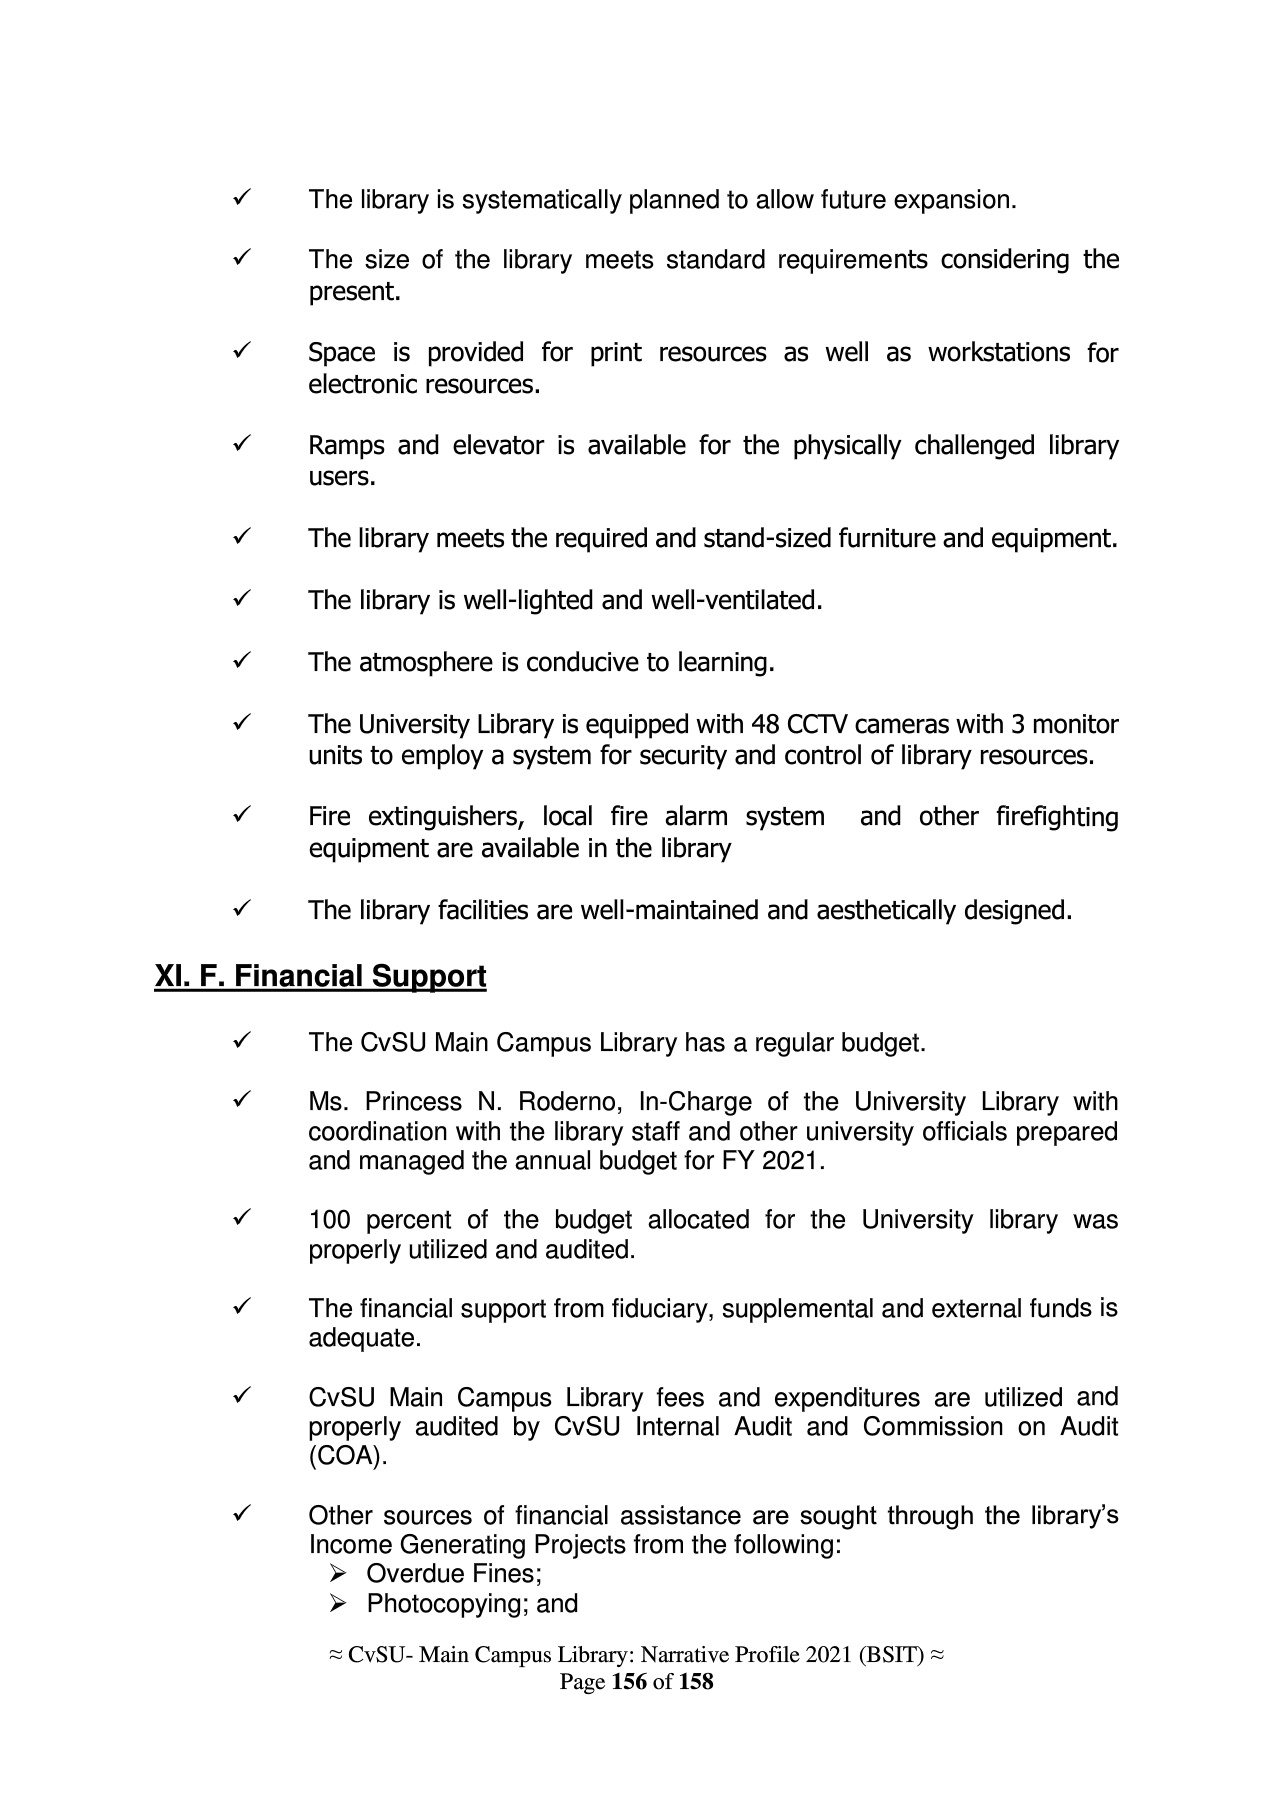 ✓ The library is systematically planned to allow future expansion.
✓ The size of the library meets standard requirements considering the
present.
✓ Space is provided for print resources as well as workstations for
electronic resources.
✓ Ramps and elevator is available for the physically challenged library
users.
✓ The library meets the required and stand-sized furniture and equipment.
✓ The library is well-lighted and well-ventilated.
✓ The atmosphere is conducive to learning.
✓ The University Library is equipped with 48 CCTV cameras with 3 monitor
units to employ a system for security and control of library resources.
✓ Fire extinguishers, local fire alarm system and other firefighting
equipment are available in the library
✓ The library facilities are well-maintained and aesthetically designed.
XI. F. Financial Support
✓ The CvSU Main Campus Library has a regular budget.
✓ Ms. Princess N. Roderno, In-Charge of the University Library with
coordination with the library staff and other university officials prepared
and managed the annual budget for FY 2021.
✓ 100 percent of the budget allocated for the University library was
properly utilized and audited.
✓ The financial support from fiduciary, supplemental and external funds is
adequate.
✓ CvSU Main Campus Library fees and expenditures are utilized and
properly audited by CvSU Internal Audit and Commission on Audit
(COA).
✓ Other sources of financial assistance are sought through the library’s
Income Generating Projects from the following:
➢ Overdue Fines;
➢ Photocopying; and
≈ CvSU- Main Campus Library: Narrative Profile 2021 (BSIT) ≈
Page 156 of 158